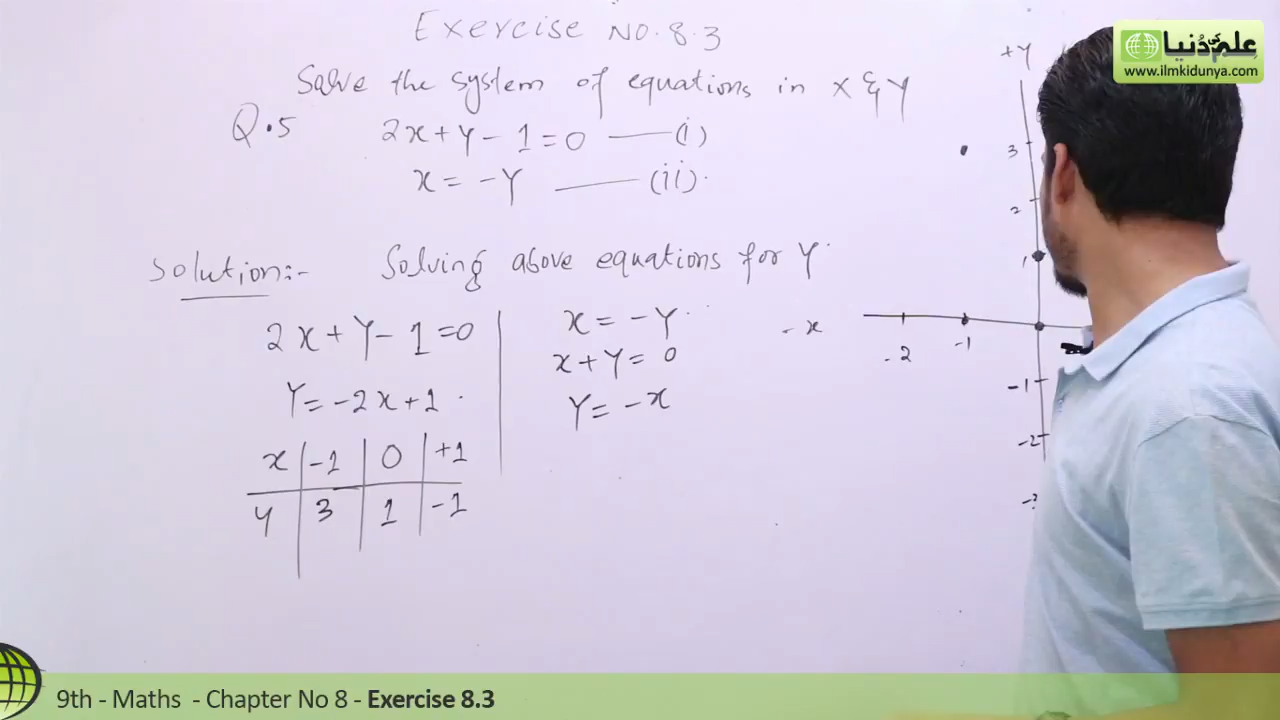 Exercise No. 8.3
Solve the system of equations in X & Y
Q.5 2x + Y - 1 = 0 —— (i)
x = -Y —— (ii).
Solution:- Solving above equations for Y.
2x + Y - 1 = 0
Y = -2x + 1.
x | -1 | 0 | +1
y | 3 | 1 | -1
x = -Y.
x + Y = 0
Y = -x
+Y
3
2
1
- x
-2 -1
-1
-2
علم کی دُنیا
www.ilmkidunya.com
9th - Maths - Chapter No 8 - Exercise 8.3